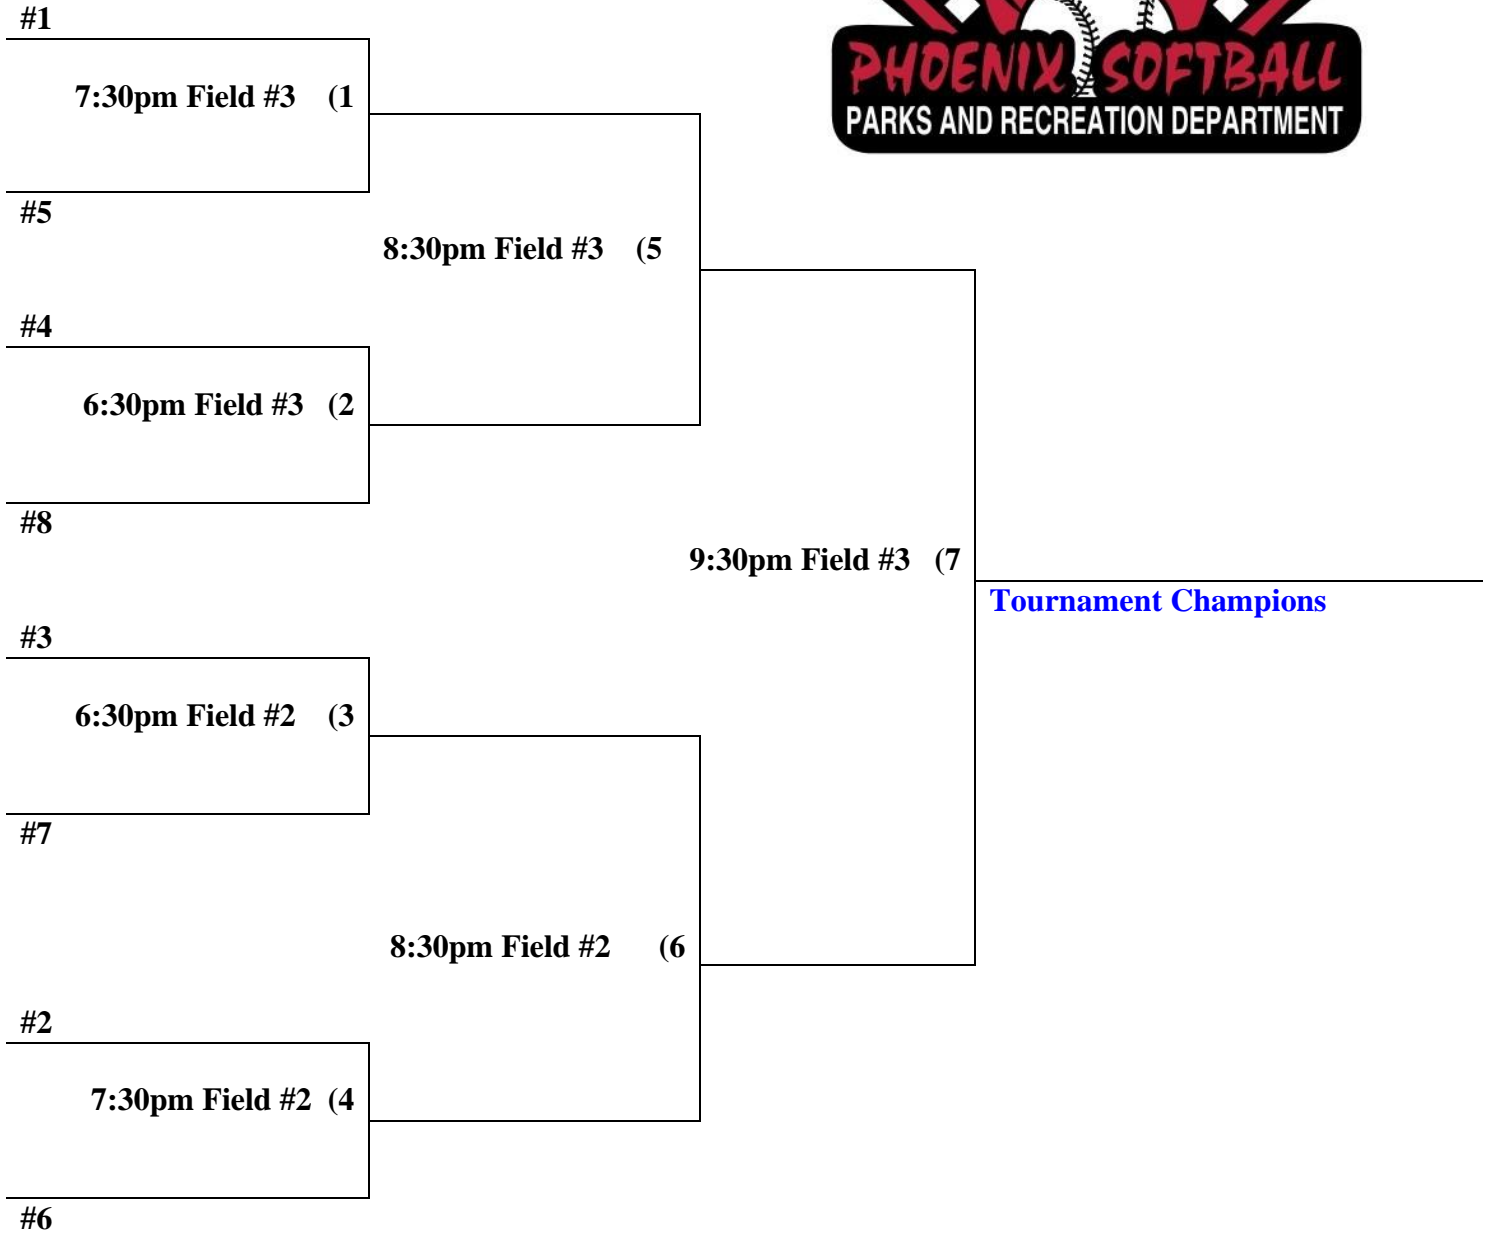 #1
PHOENIX SOFTBALL
7:30pm Field #3 (1
PARKS AND RECREATION DEPARTMENT
#5
8:30pm Field #3 (5
#4
6:30pm Field #3 (2
#8
9:30pm Field #3 (7
Tournament Champions
#3
6:30pm Field #2 (3
#7
8:30pm Field #2 (6
#2
7:30pm Field #2 (4
#6